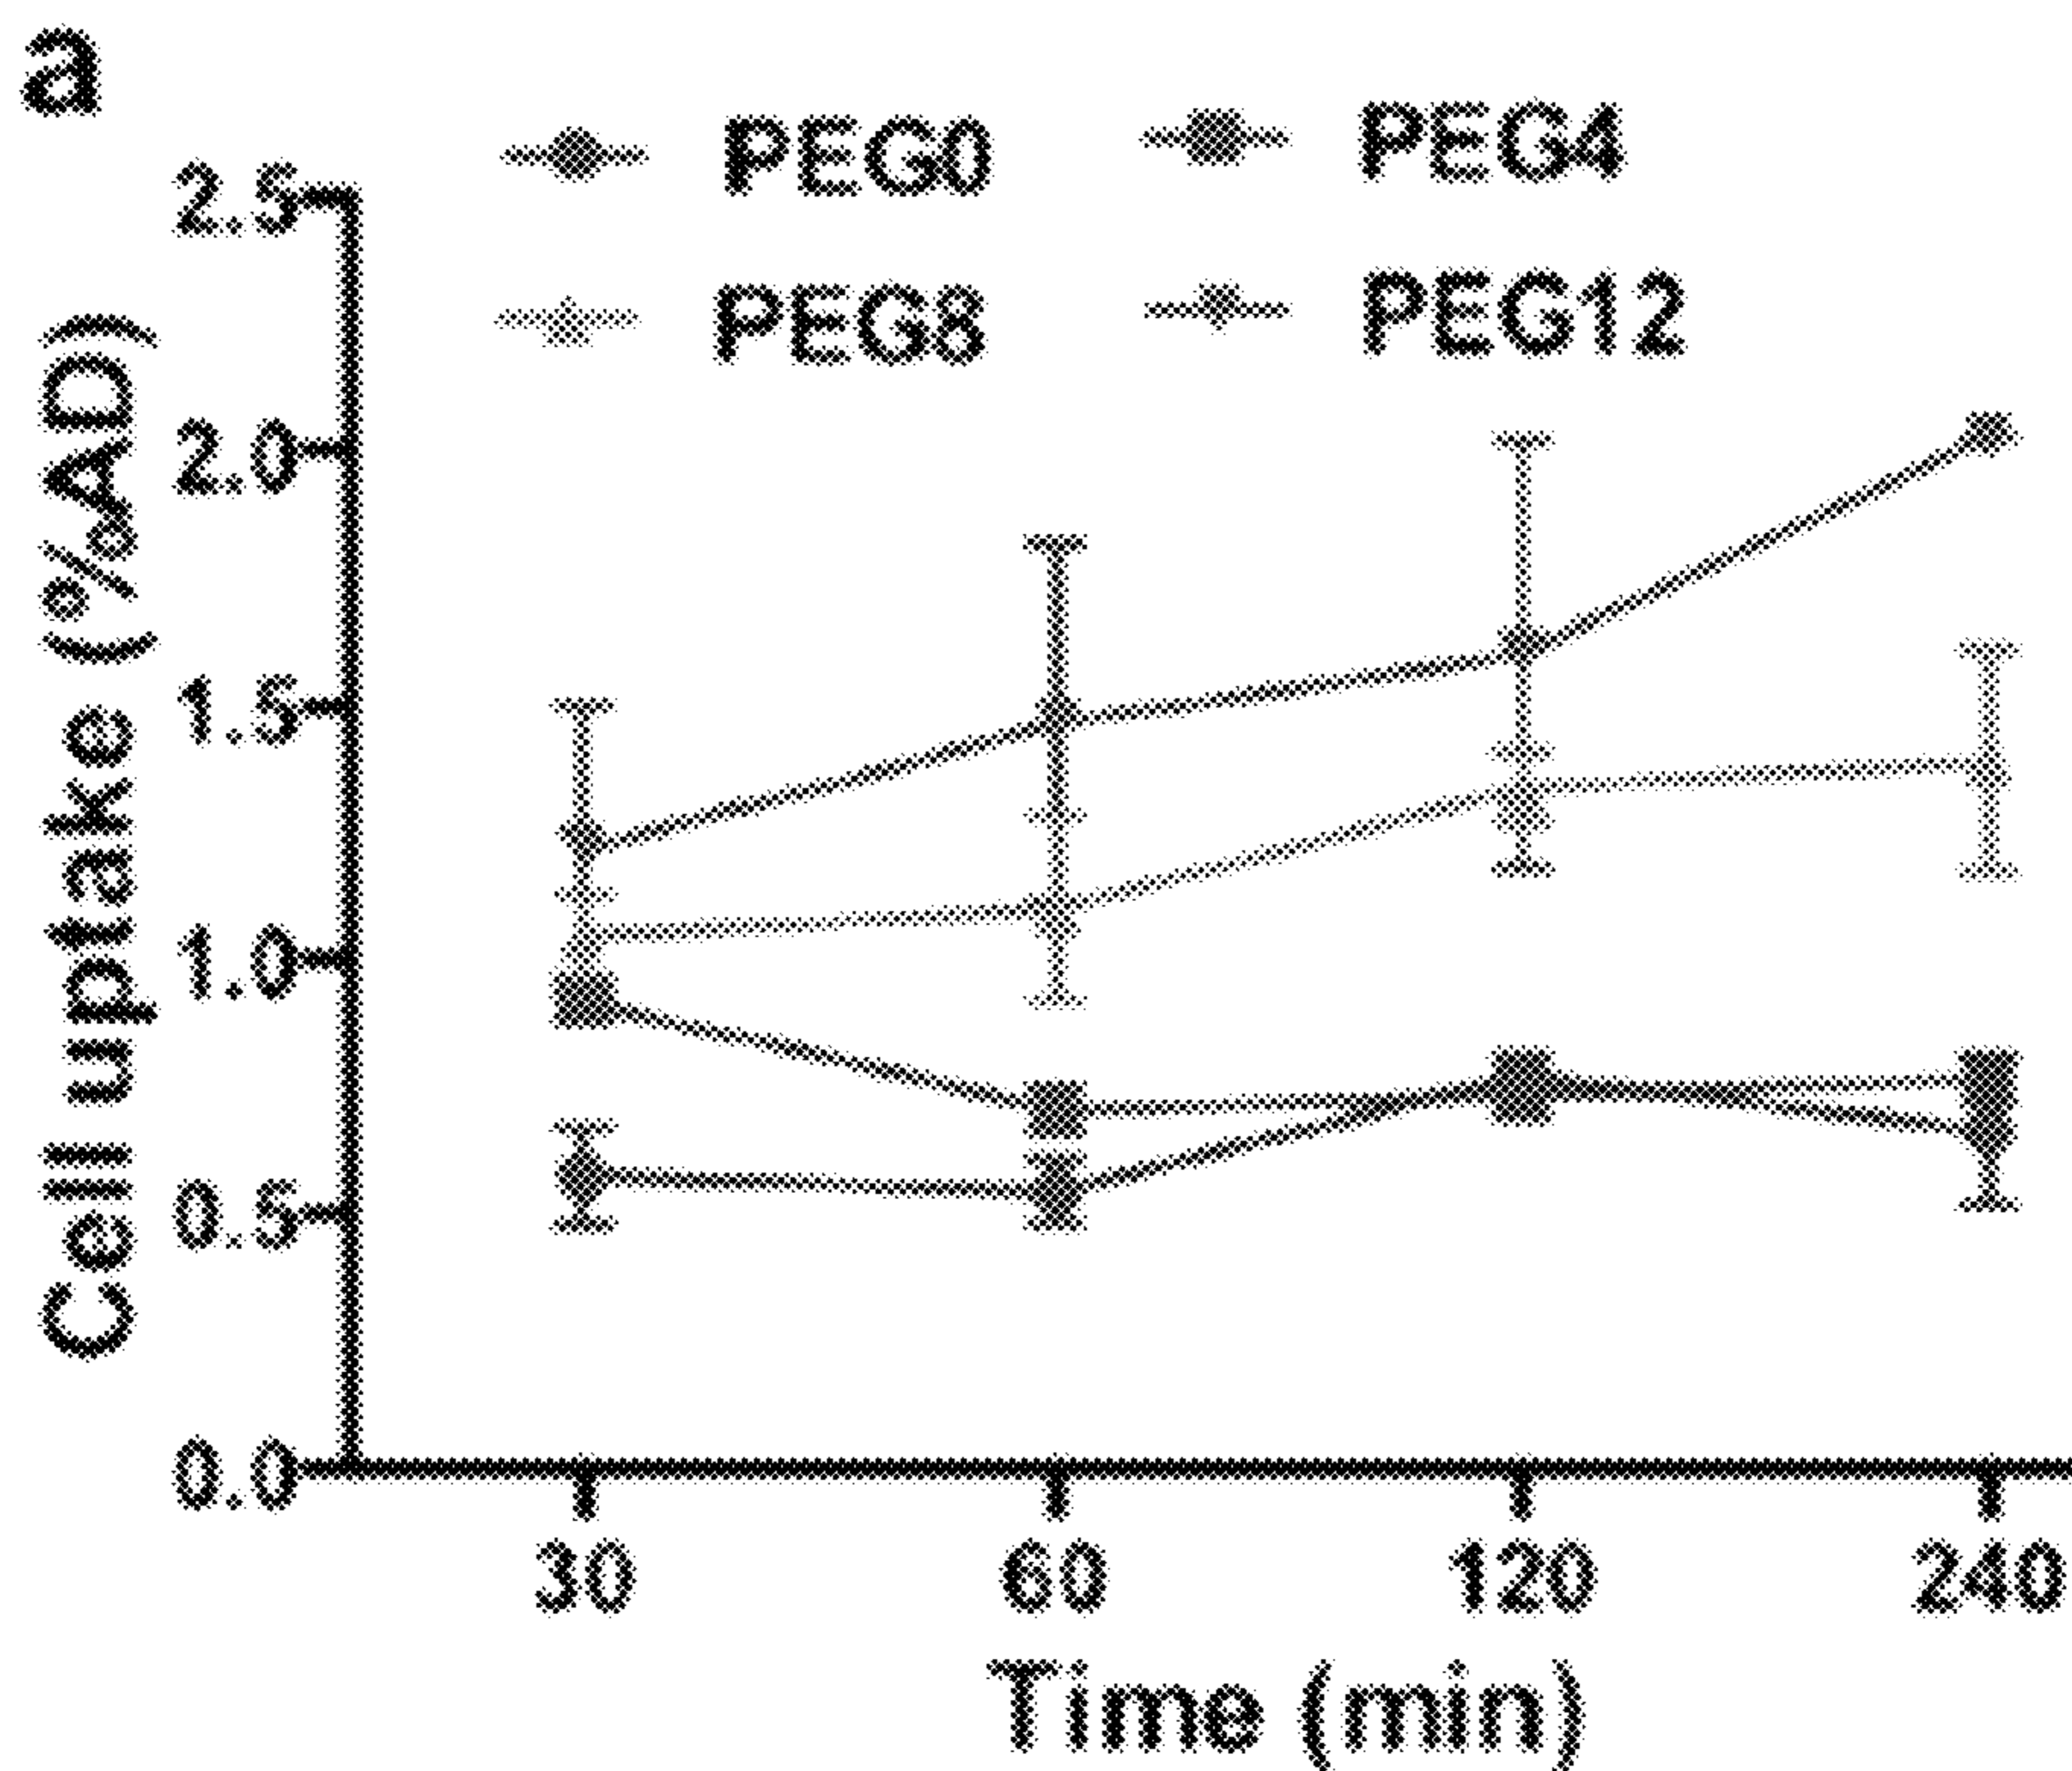 a
PEG0 PEG4
PEG8 PEG12
Cell uptake (%AD)
2.5
2.0
1.5
1.0
0.5
0.0
30 60 120 240
Time (min)